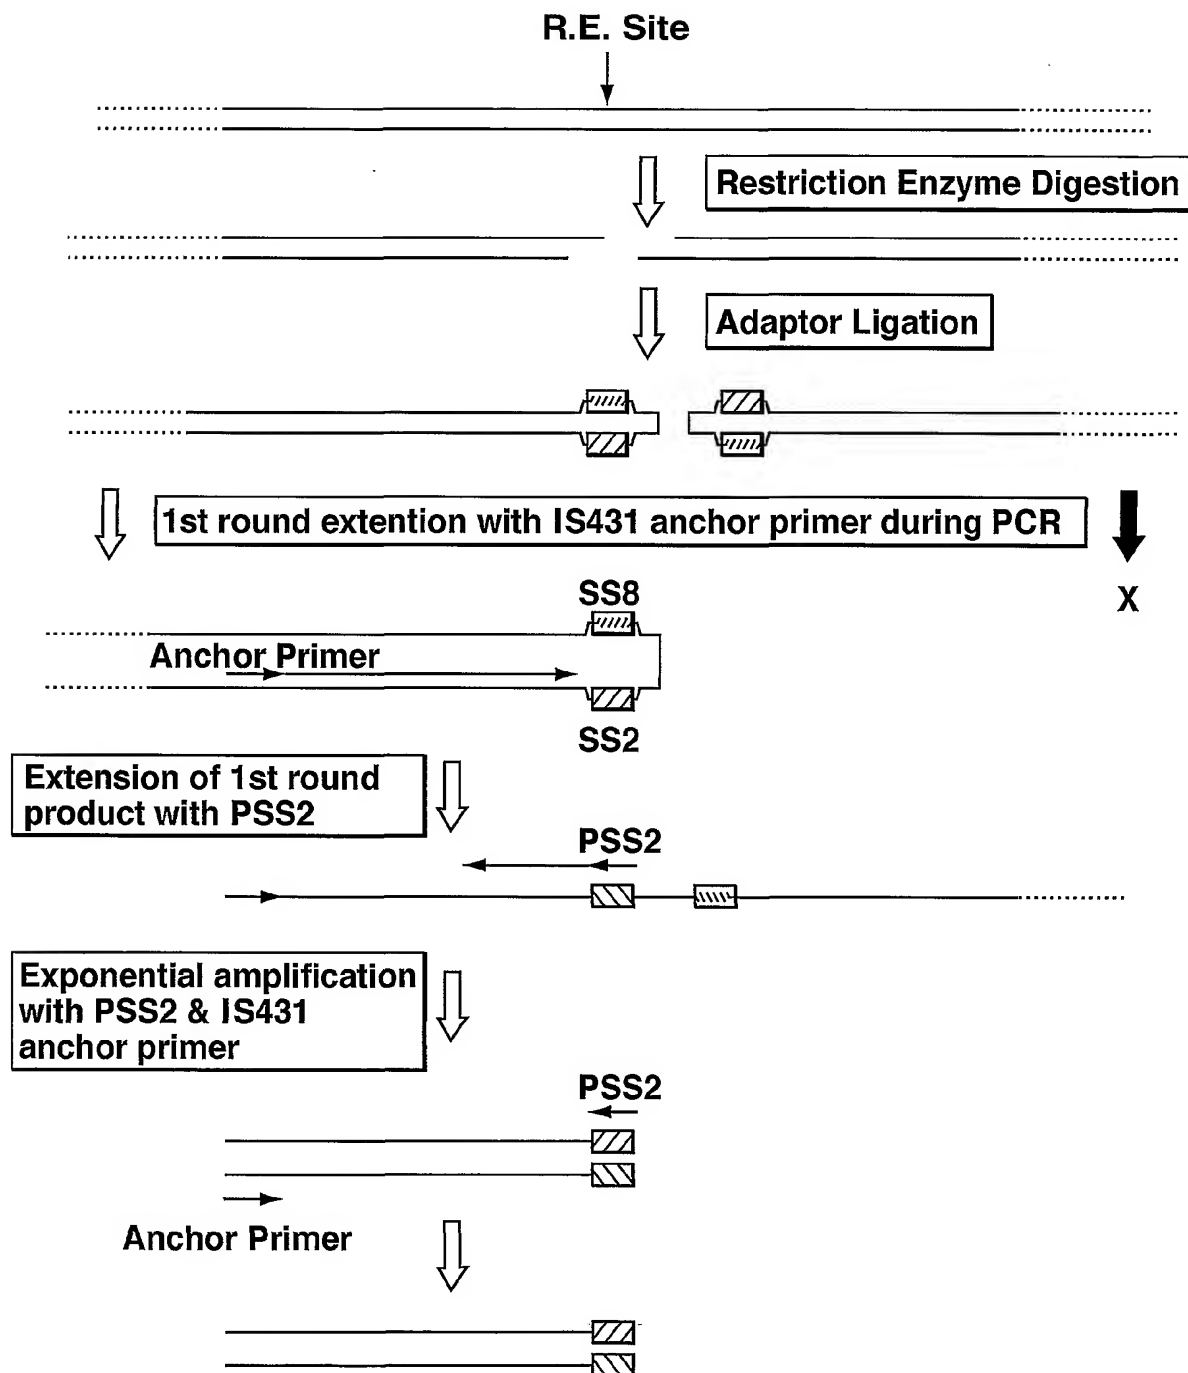 R.E. Site
Restriction Enzyme Digestion
Adaptor Ligation
1st round extention with IS431 anchor primer during PCR
X
SS8
Anchor Primer
SS2
Extension of 1st round
product with PSS2
PSS2
Exponential amplification
with PSS2 & IS431
anchor primer
PSS2
Anchor Primer